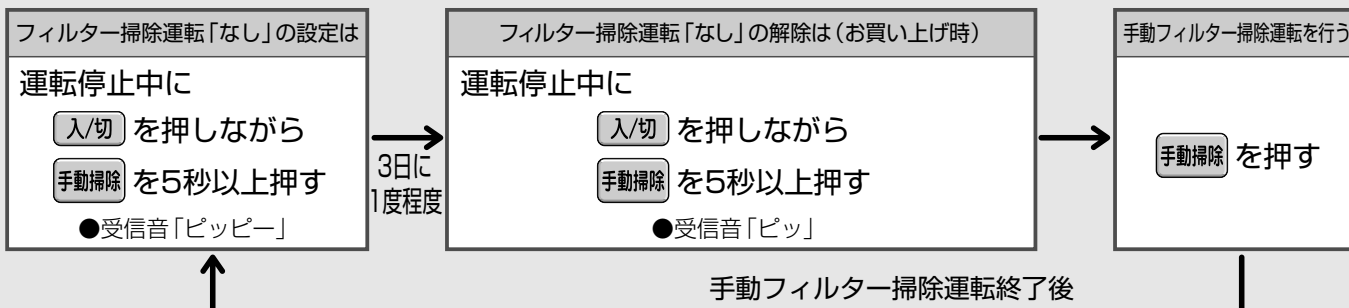 フィルター掃除運転「なし」の設定は
運転停止中に
入/切 を押しながら
手動掃除 を5秒以上押す
●受信音「ピッピー」
3日に
1度程度
フィルター掃除運転「なし」の解除は(お買い上げ時)
運転停止中に
入/切 を押しながら
手動掃除 を5秒以上押す
●受信音「ピッ」
手動フィルター掃除運転を行う
手動掃除 を押す
手動フィルター掃除運転終了後